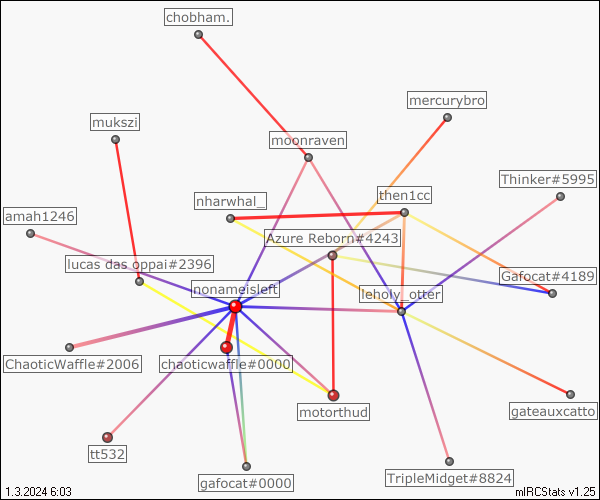 chobham.
mercurybro
mukszi
moonraven
Thinker#5995
then1cc
nharwhal_
amah1246
Azure Reborn#4243
lucas das oppai#2396
Gafocat#4189
nonameisleft
leholy_otter
ChaoticWaffle#2006
chaoticwaffle#0000
motorthud
gateauxcatto
tt532
TripleMidget#8824
gafocat#0000
1.3.2024 6:03
mIRCStats v1.25